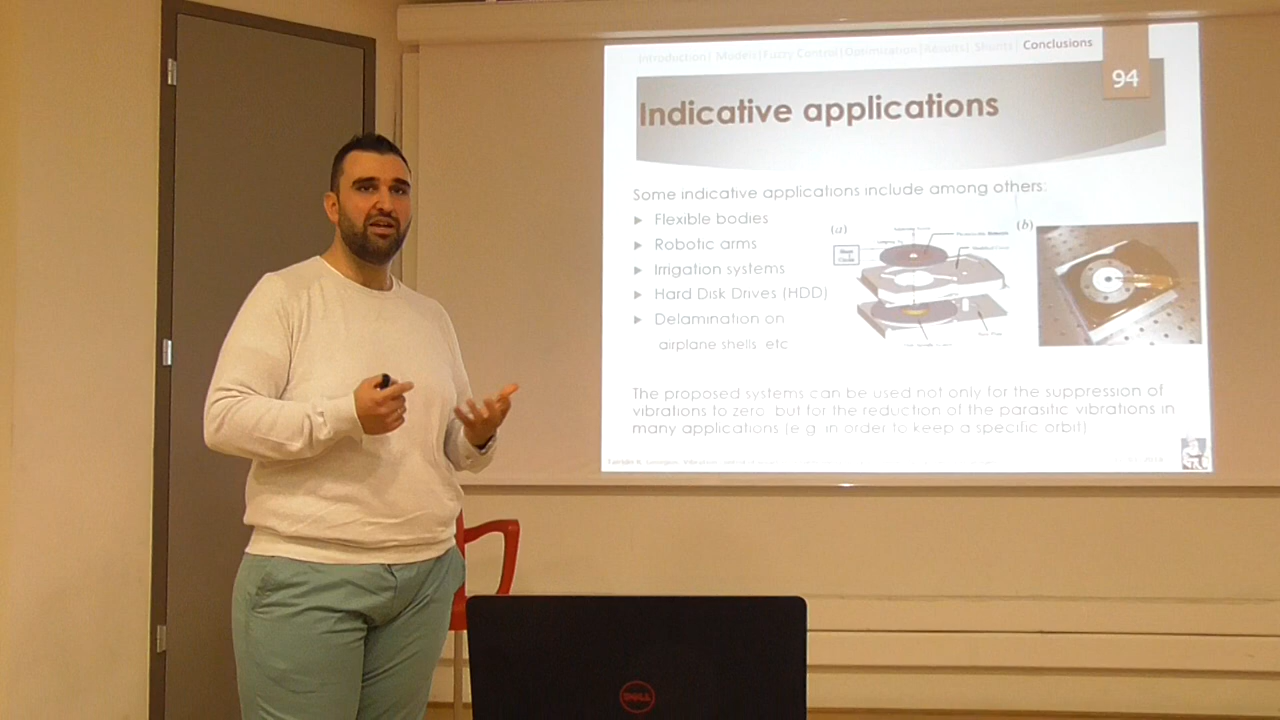 Introduction| Models|Fuzzy Control|Optimization|Results| Shunts| Conclusions
94
Indicative applications
Some indicative applications include among others:
Flexible bodies
Robotic arms
Irrigation systems
Hard Disk Drives (HDD)
Delamination on
airplane shells etc
(a)
(b)
The proposed systems can be used not only for the suppression of
vibrations to zero but for the reduction of the parasitic vibrations in
many applications (e.g. in order to keep a specific orbit)
DELL